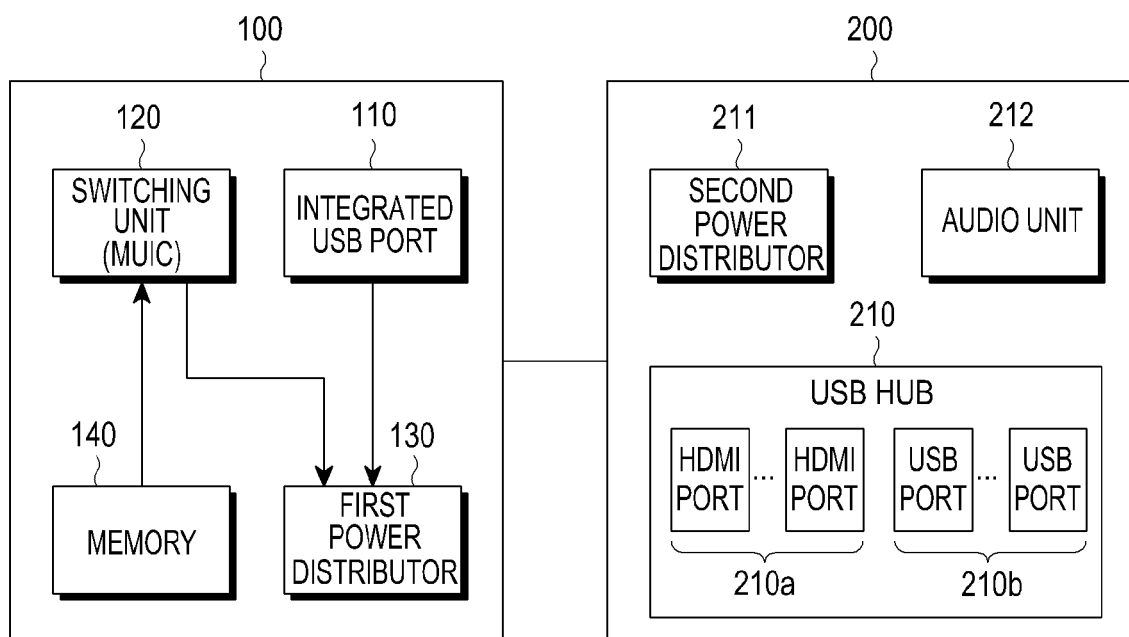 100
200
120
110
211
212
SWITCHING
UNIT
(MUIC)
INTEGRATED
USB PORT
SECOND
POWER
DISTRIBUTOR
AUDIO UNIT
210
USB HUB
140
130
HDMI
PORT
...
HDMI
PORT
USB
PORT
...
USB
PORT
MEMORY
FIRST
POWER
DISTRIBUTOR
210a
210b